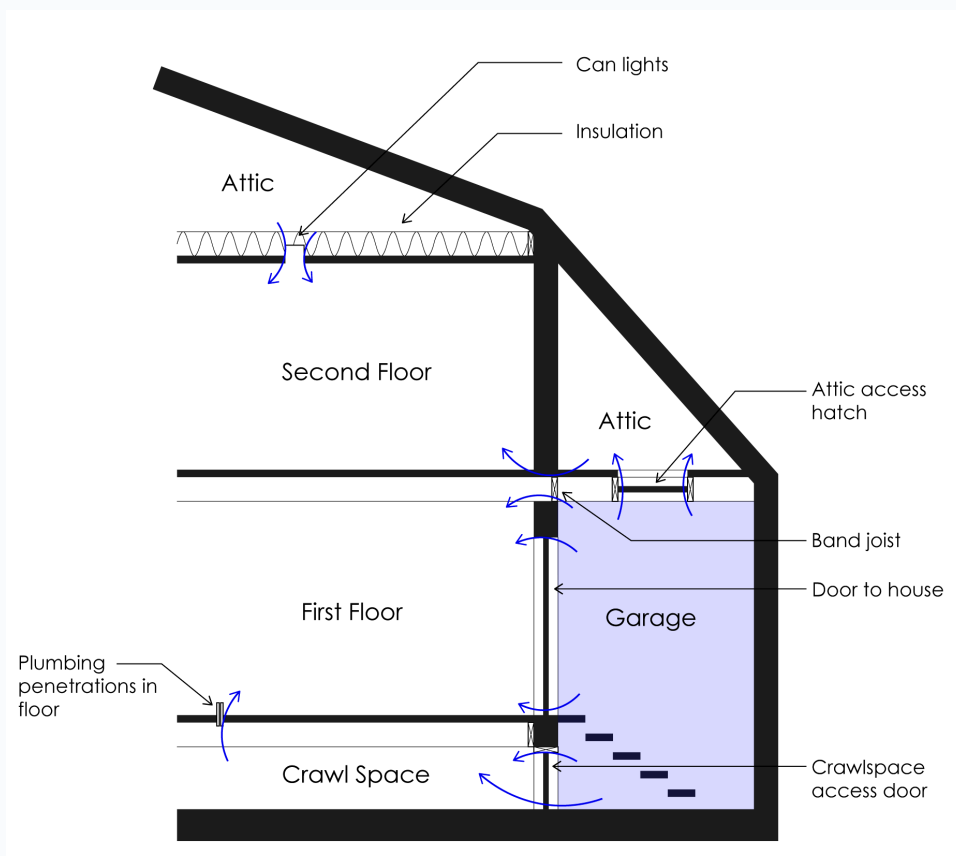 Can lights
Insulation
Attic
Second Floor
Attic access
hatch
Attic
Band joist
Door to house
First Floor
Garage
Plumbing
penetrations in
floor
Crawl Space
Crawlspace
access door